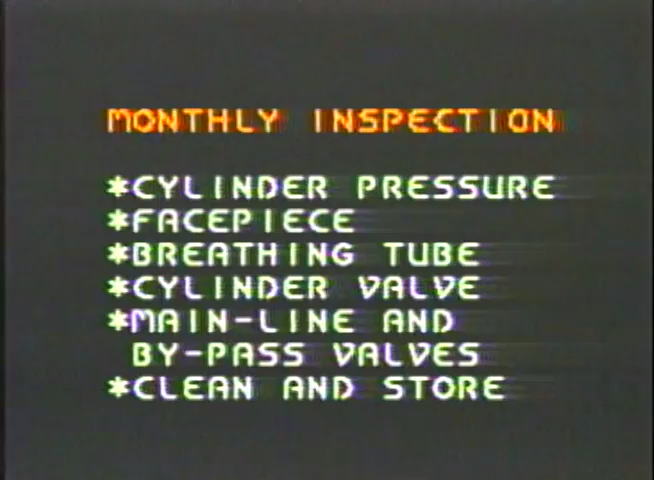 MONTHLY INSPECTION
*CYLINDER PRESSURE
*FACEPIECE
*BREATHING TUBE
*CYLINDER VALVE
*MAIN-LINE AND
BY-PASS VALVES
*CLEAN AND STORE